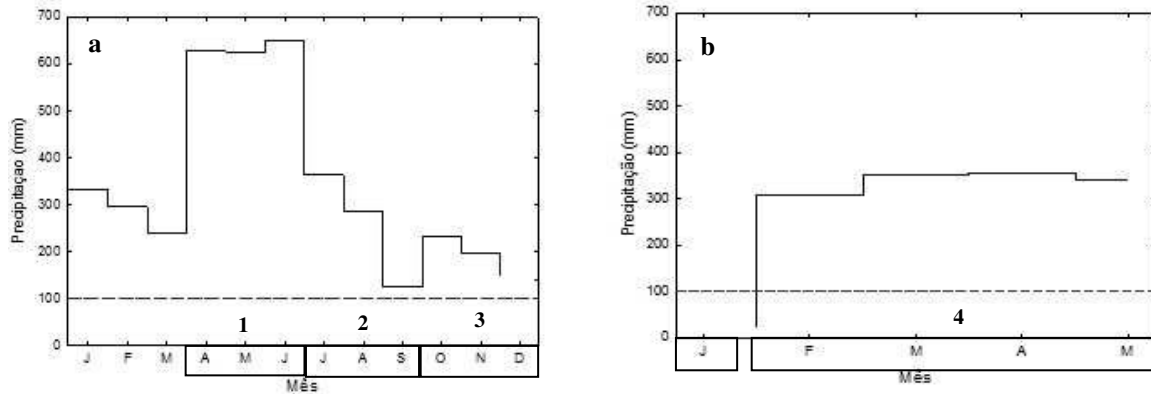 700
600
500
400
300
200
100
0
Precipitaçao (mm)
a
1 2 3
J F M A M J J A S O N D
Mês
700
600
500
400
300
200
100
0
Precipitação (mm)
b
4
J F M A M
Mês